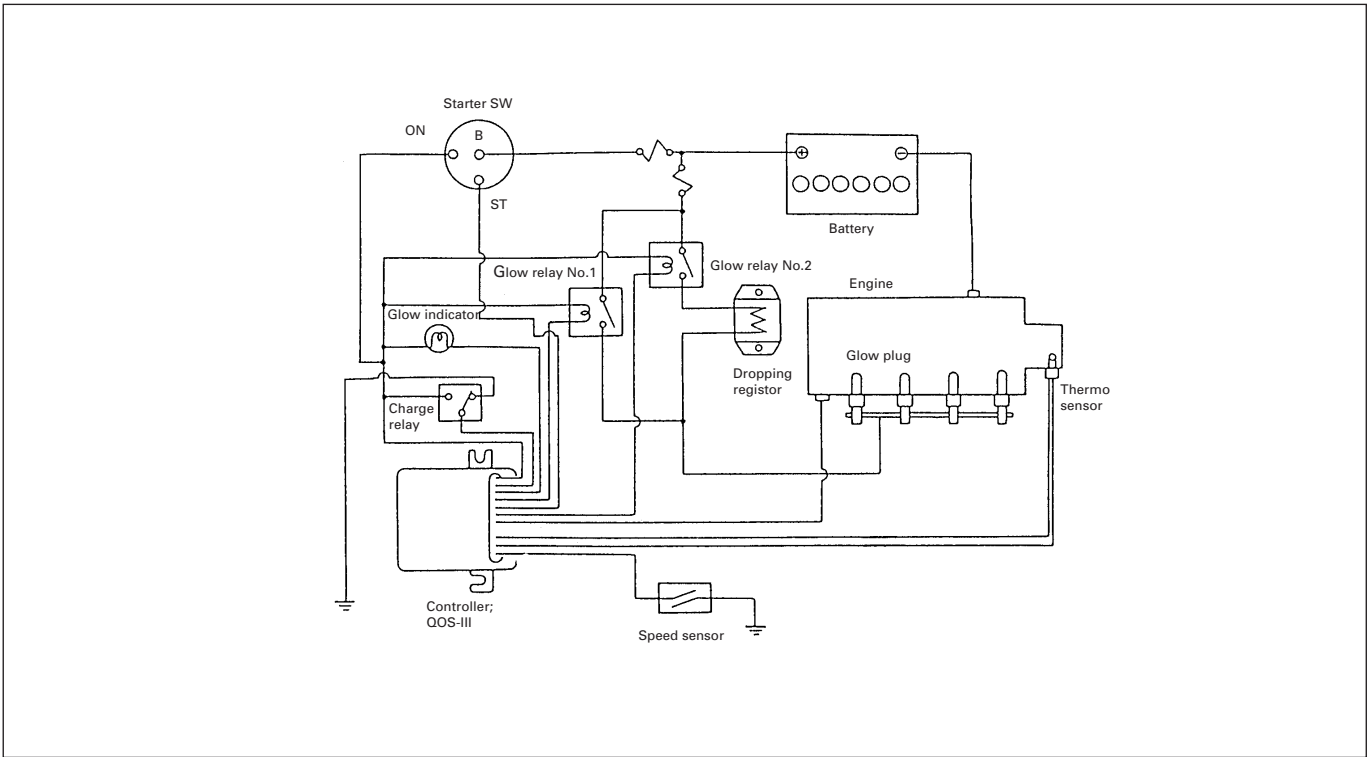 Starter SW
ON
B
ST
Battery
Glow relay No.1
Glow relay No.2
Engine
Glow indicator
Glow plug
Dropping
registor
Thermo
sensor
Charge
relay
Controller;
QOS-III
Speed sensor